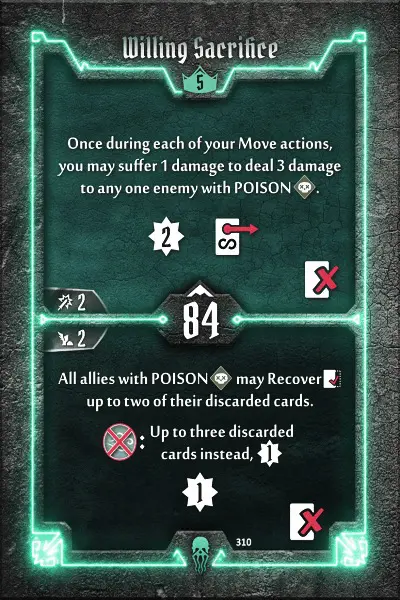 Willing Sacrifice
5
Once during each of your Move actions,
you may suffer 1 damage to deal 3 damage
to any one enemy with POISON .
2
2
84
2
All allies with POISON may Recover
up to two of their discarded cards.
: Up to three discarded
cards instead, 1
1
310